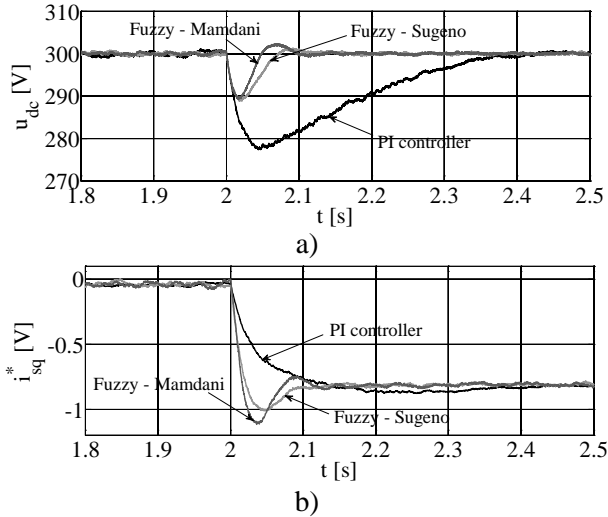 310
Fuzzy - Mamdani
Fuzzy - Sugeno
300
290
280
270
u_dc [V]
PI controller
1.8 1.9 2 2.1 2.2 2.3 2.4 2.5
t [s]
a)
0
-0.5
-1
i*_sq [V]
PI controller
Fuzzy - Mamdani
Fuzzy - Sugeno
1.8 1.9 2 2.1 2.2 2.3 2.4 2.5
t [s]
b)